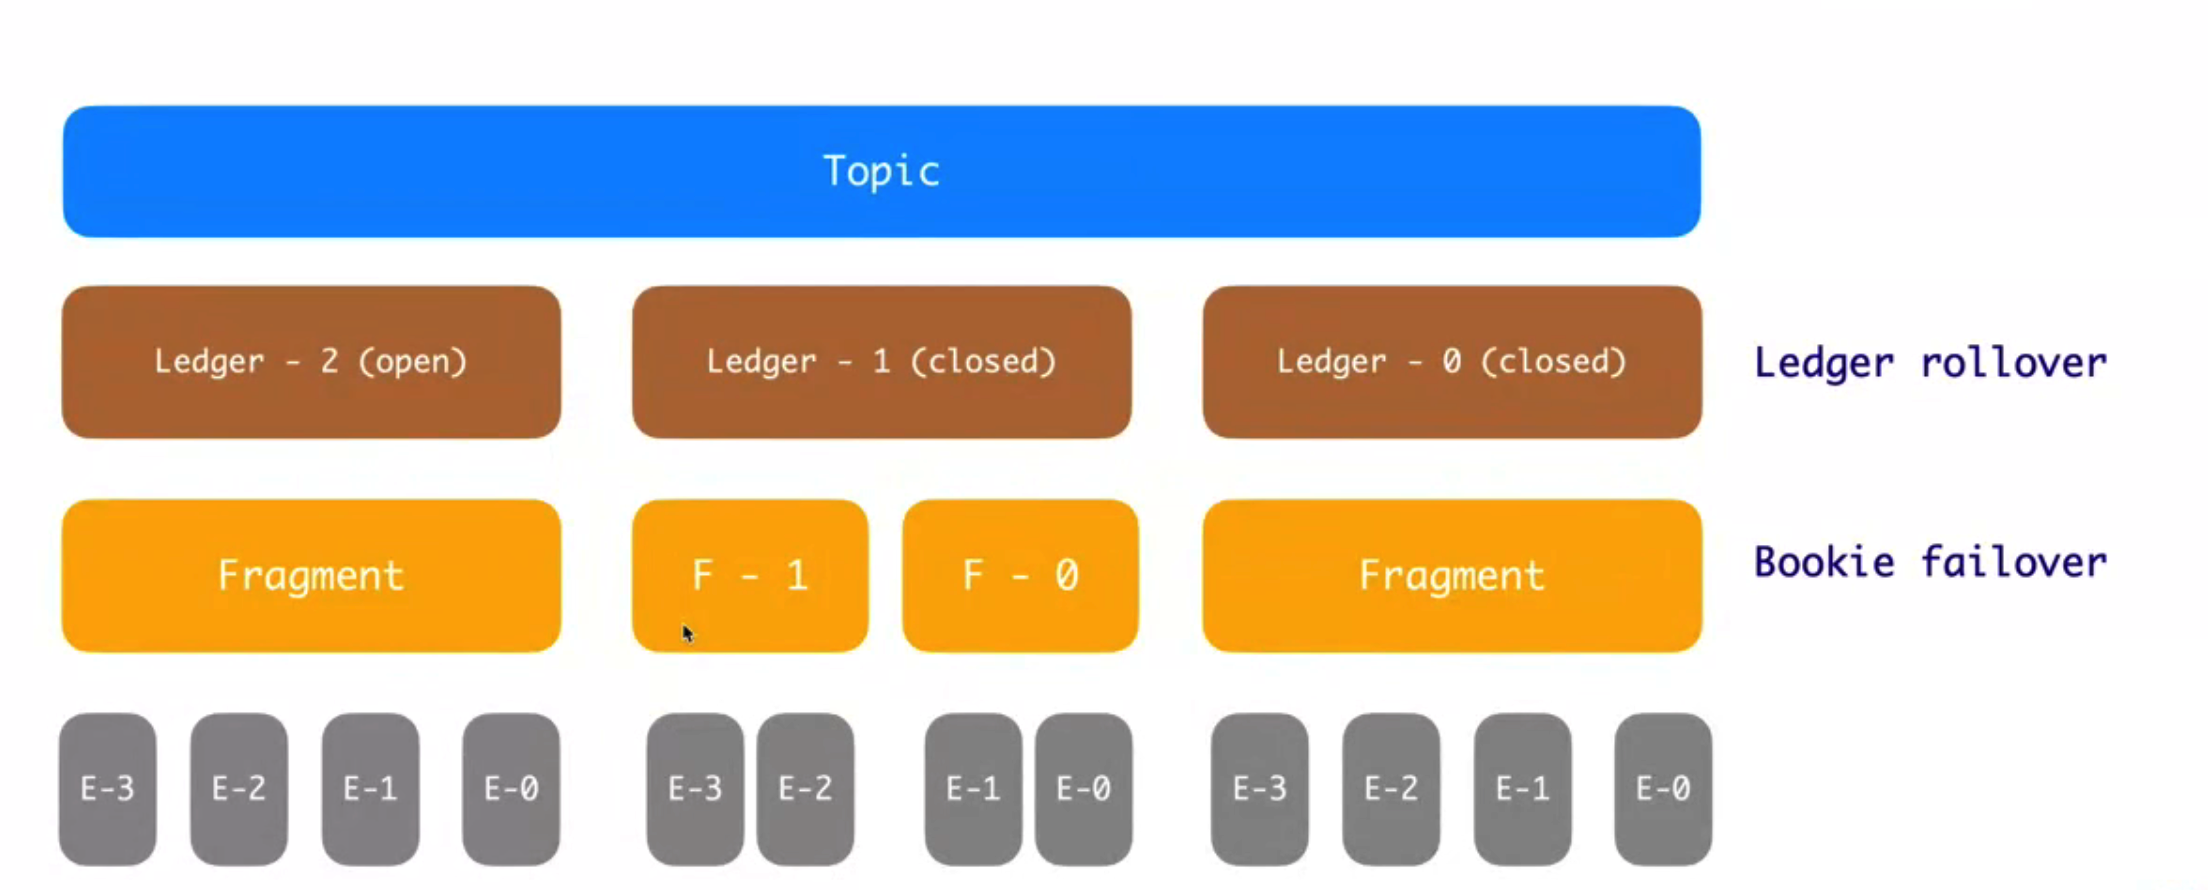 Topic
Ledger - 2 (open)
Ledger - 1 (closed)
Ledger - 0 (closed)
Ledger rollover
Fragment
F - 1
F - 0
Fragment
Bookie failover
E-3
E-2
E-1
E-0
E-3
E-2
E-1
E-0
E-3
E-2
E-1
E-0